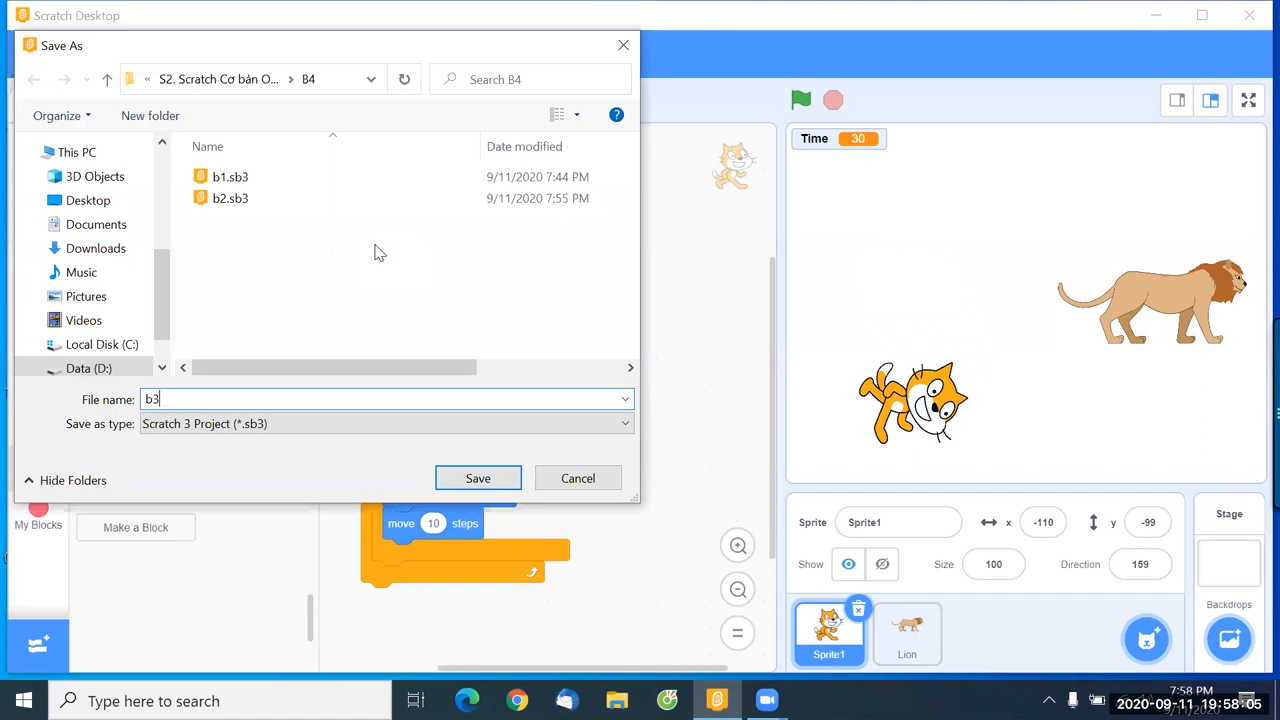 Scratch Desktop
Save As
« S2. Scratch Cơ bản O... > B4
Search B4
Organize
New folder
Name
Date modified
This PC
3D Objects
Desktop
Documents
Downloads
Music
Pictures
Videos
Local Disk (C:)
Data (D:)
b1.sb3 9/11/2020 7:44 PM
b2.sb3 9/11/2020 7:55 PM
File name: b3
Save as type: Scratch 3 Project (*.sb3)
Hide Folders
Save
Cancel
My Blocks
Make a Block
move 10 steps
Time 30
Sprite Sprite1 x -110 y -99
Show Size 100 Direction 159
Sprite1
Lion
Stage
Backdrops
Type here to search
7:58 PM
2020-09-11 19:58:05